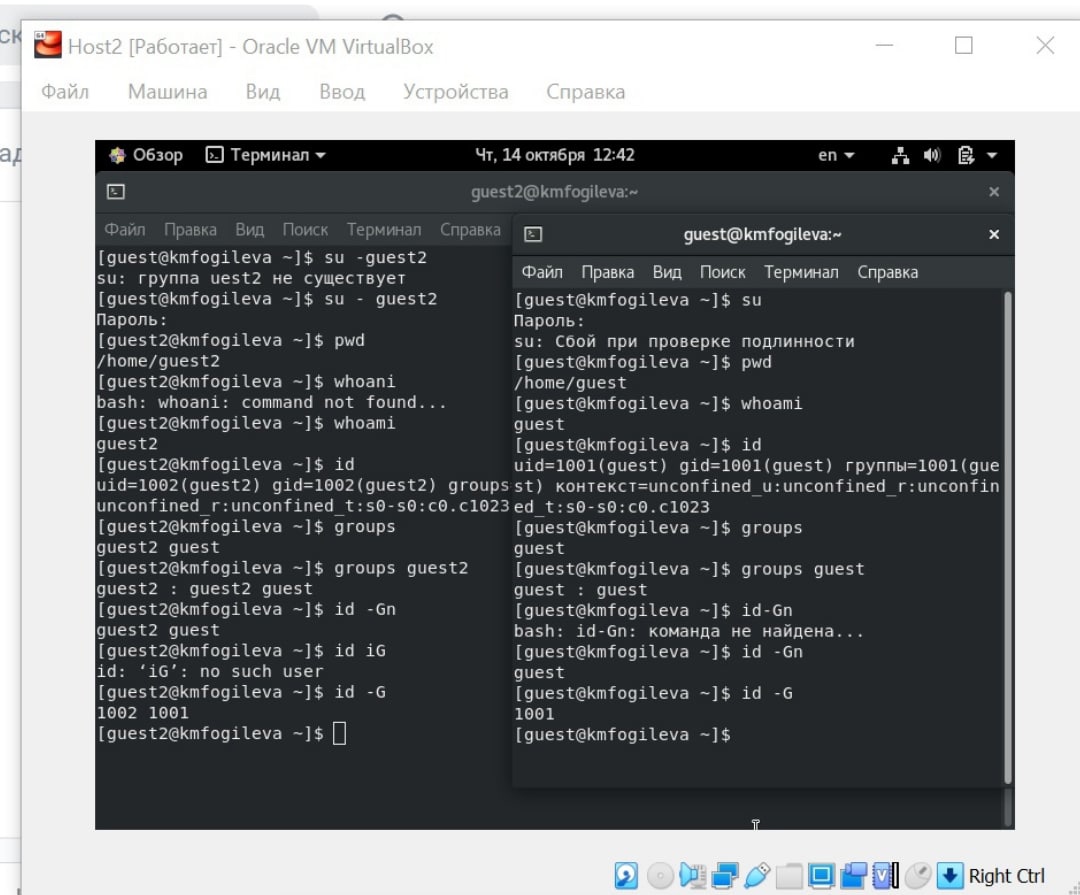 Host2 [Работает] - Oracle VM VirtualBox
Файл Машина Вид Ввод Устройства Справка
Обзор Терминал Чт, 14 октября 12:42 en
guest2@kmfogileva:~
Файл Правка Вид Поиск Терминал Справка
[guest@kmfogileva ~]$ su -guest2
su: группа uest2 не существует
[guest@kmfogileva ~]$ su - guest2
Пароль:
[guest2@kmfogileva ~]$ pwd
/home/guest2
[guest2@kmfogileva ~]$ whoani
bash: whoani: command not found...
[guest2@kmfogileva ~]$ whoami
guest2
[guest2@kmfogileva ~]$ id
uid=1002(guest2) gid=1002(guest2) groups
unconfined_r:unconfined_t:s0-s0:c0.c1023
[guest2@kmfogileva ~]$ groups
guest2 guest
[guest2@kmfogileva ~]$ groups guest2
guest2 : guest2 guest
[guest2@kmfogileva ~]$ id -Gn
guest2 guest
[guest2@kmfogileva ~]$ id iG
id: ‘iG’: no such user
[guest2@kmfogileva ~]$ id -G
1002 1001
[guest2@kmfogileva ~]$
guest@kmfogileva:~
Файл Правка Вид Поиск Терминал Справка
[guest@kmfogileva ~]$ su
Пароль:
su: Сбой при проверке подлинности
[guest@kmfogileva ~]$ pwd
/home/guest
[guest@kmfogileva ~]$ whoami
guest
[guest@kmfogileva ~]$ id
uid=1001(guest) gid=1001(guest) группы=1001(gue
st) контекст=unconfined_u:unconfined_r:unconfin
ed_t:s0-s0:c0.c1023
[guest@kmfogileva ~]$ groups
guest
[guest@kmfogileva ~]$ groups guest
guest : guest
[guest@kmfogileva ~]$ id-Gn
bash: id-Gn: команда не найдена...
[guest@kmfogileva ~]$ id -Gn
guest
[guest@kmfogileva ~]$ id -G
1001
[guest@kmfogileva ~]$
Right Ctrl